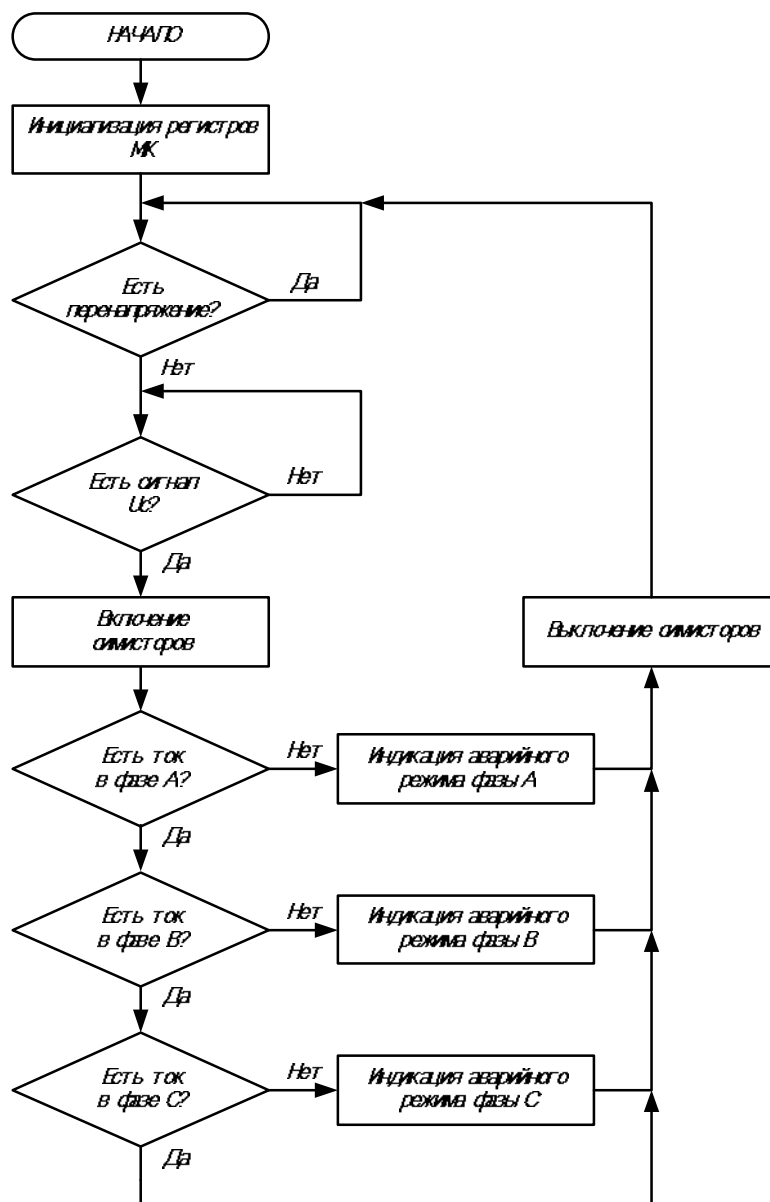 НАЧАЛО
Инициализация регистров
МК
Есть
перенапряжение?
Да
Нет
Есть сигнал
Uc?
Нет
Да
Включение
симисторов
Выключение симисторов
Есть ток
в фазе А?
Нет
Индикация аварийного
режима фазы А
Да
Есть ток
в фазе В?
Нет
Индикация аварийного
режима фазы В
Да
Есть ток
в фазе С?
Нет
Индикация аварийного
режима фазы С
Да